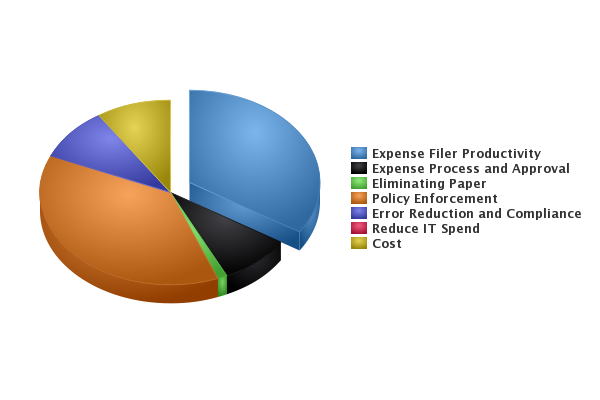 Expense Filer Productivity
Expense Process and Approval
Eliminating Paper
Policy Enforcement
Error Reduction and Compliance
Reduce IT Spend
Cost